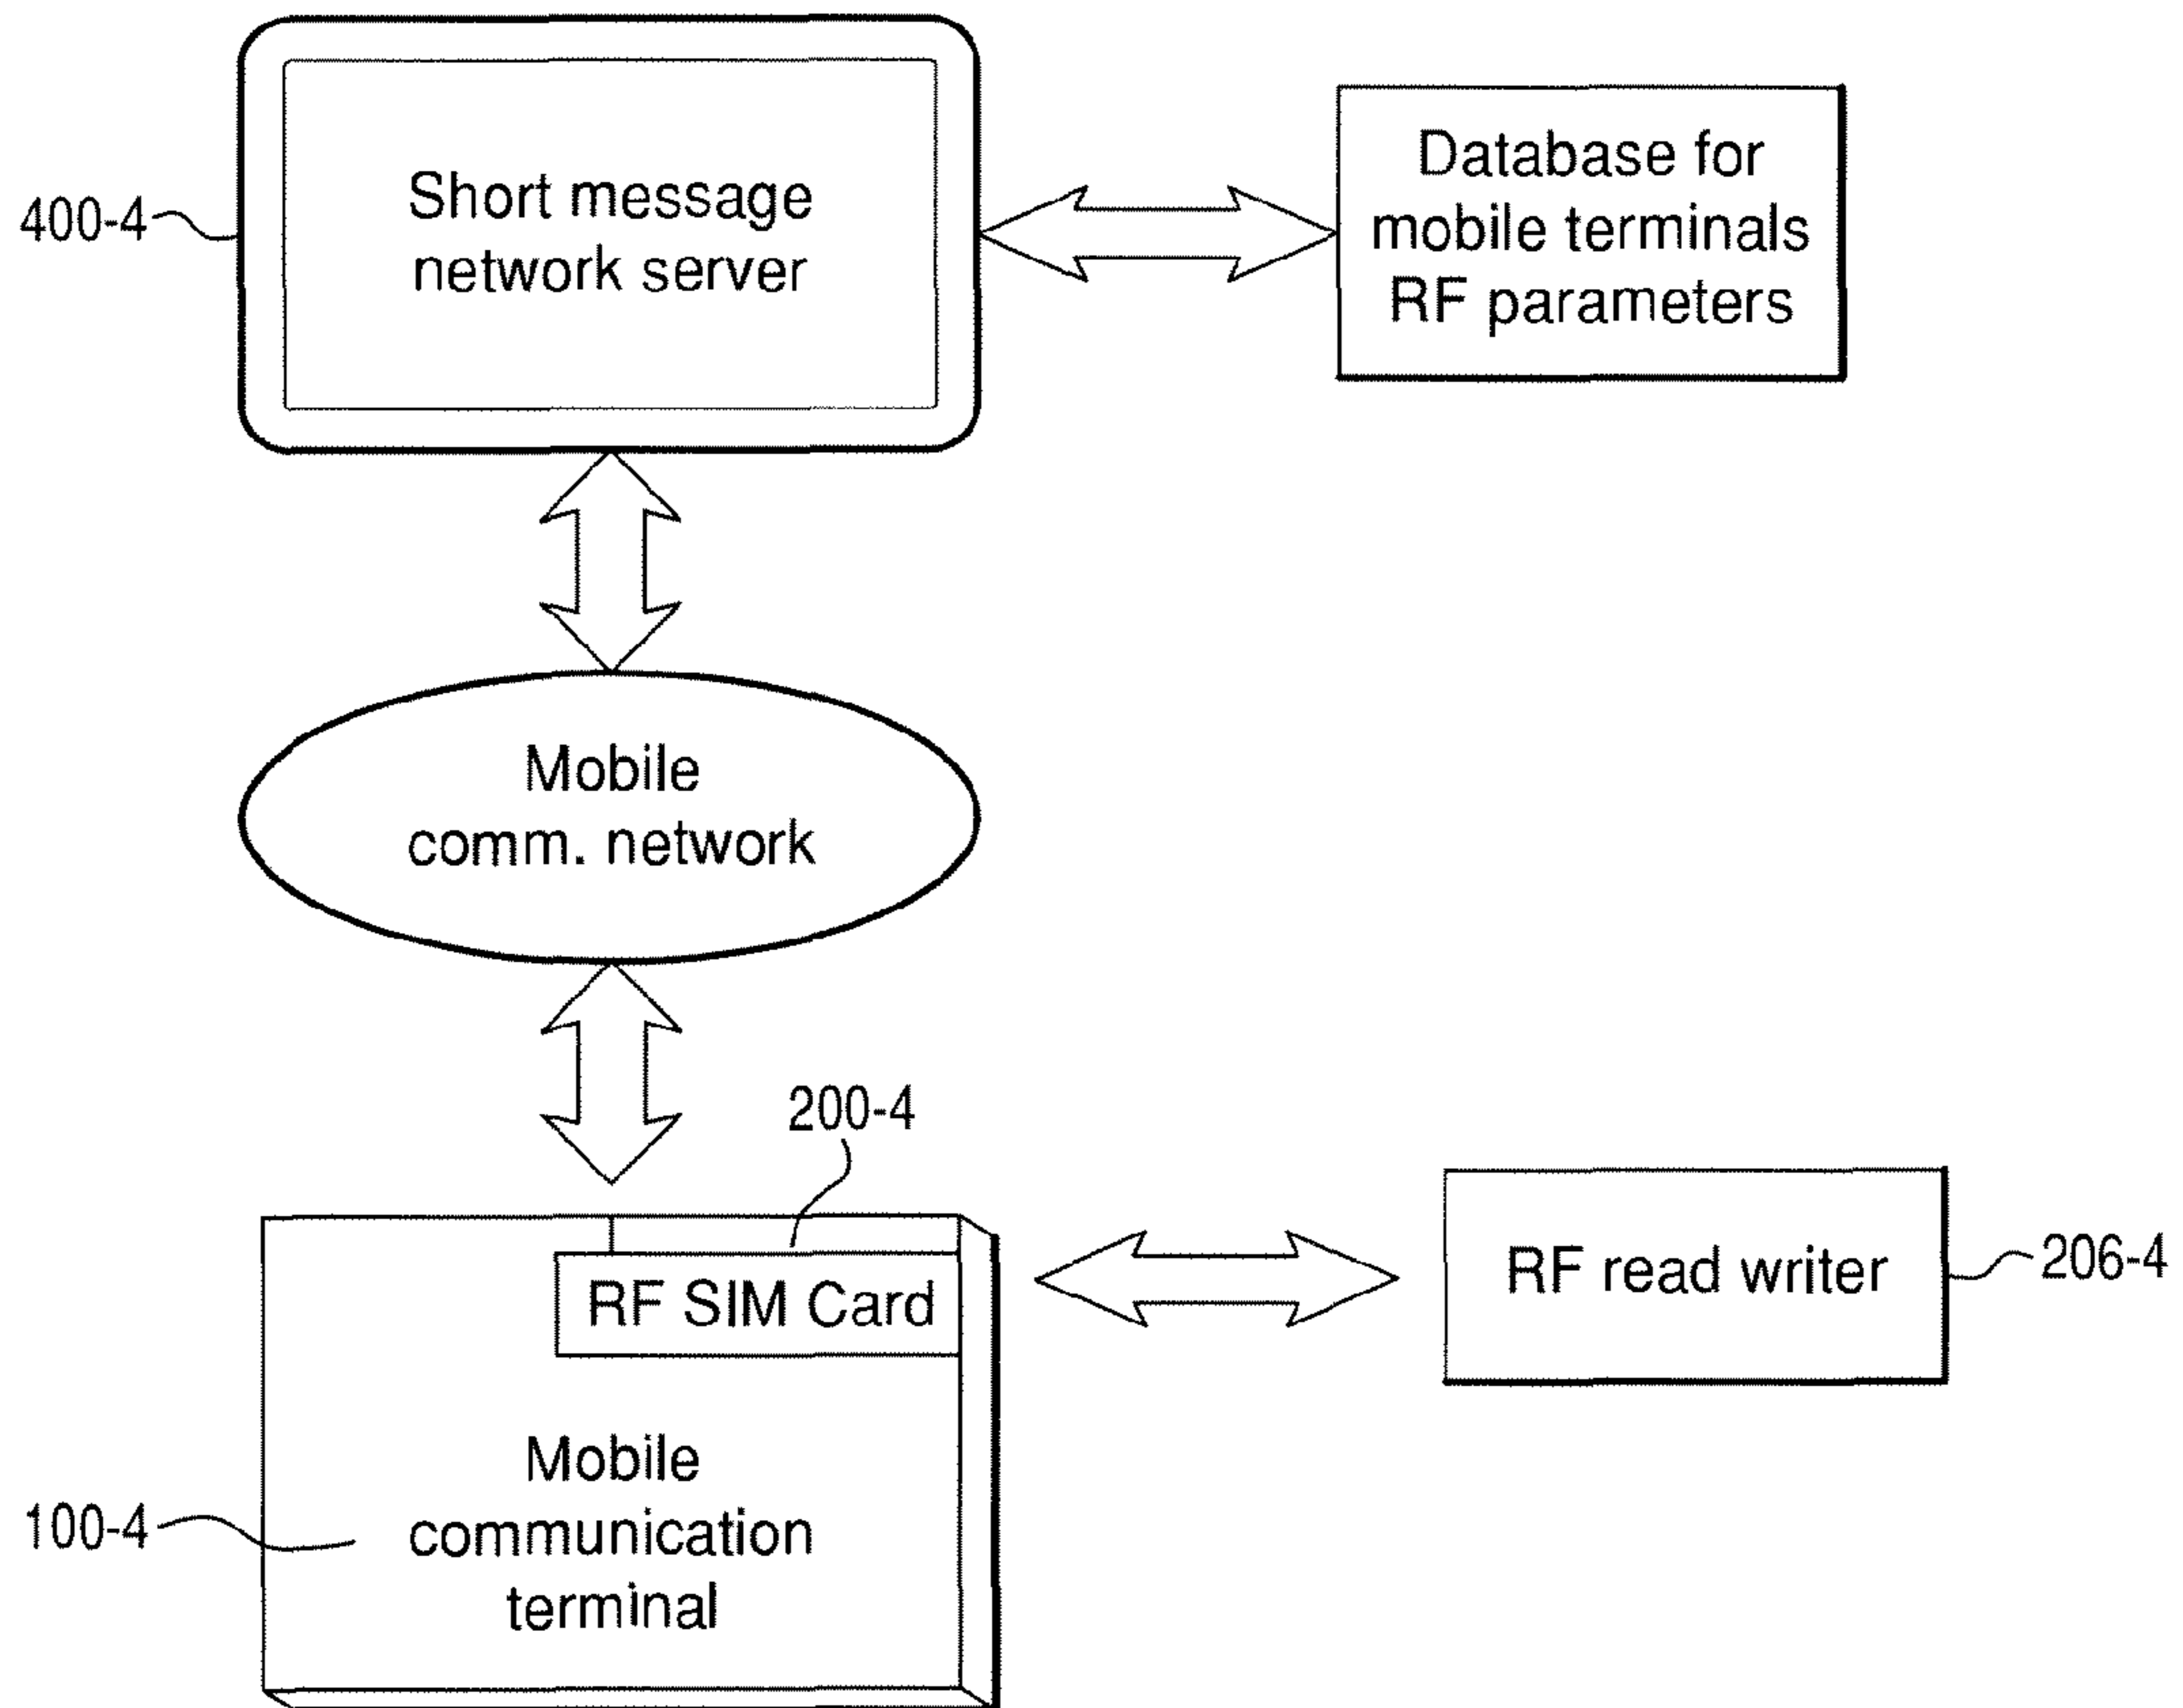 400-4
Short message
network server
Database for
mobile terminals
RF parameters
Mobile
comm. network
200-4
RF SIM Card
RF read writer
206-4
100-4
Mobile
communication
terminal